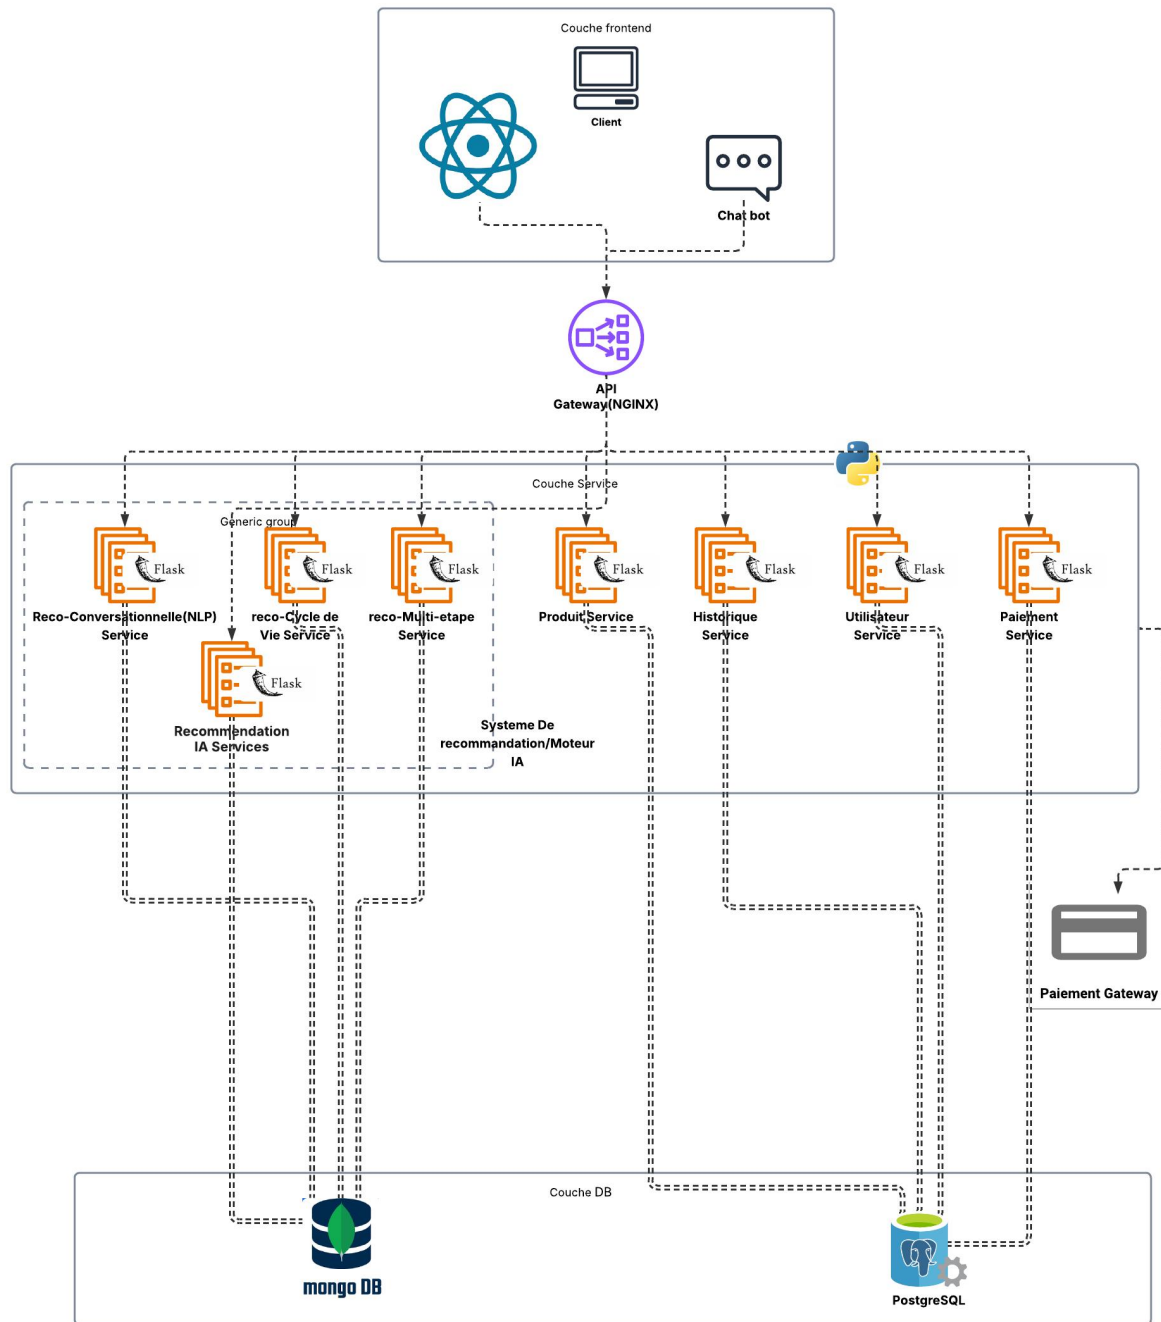 Couche frontend
Client
Chat bot
API
Gateway(NGINX)
Couche Service
Generic group
Flask
Flask
Flask
Flask
Flask
Flask
Flask
Reco-Conversationnelle(NLP)
Service
reco-Cycle de
Vie Service
reco-Multi-etape
Service
Produit Service
Historique
Service
Utilisateur
Service
Paiement
Service
Flask
Recommendation
IA Services
Systeme De
recommandation/Moteur
IA
Paiement Gateway
Couche DB
mongo DB
PostgreSQL